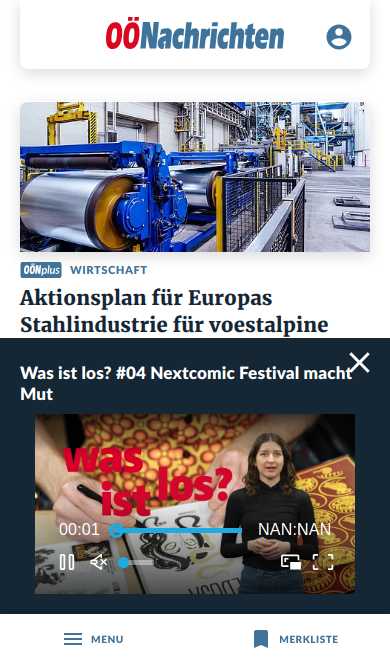 OÖNachrichten
OÖNplus WIRTSCHAFT
Aktionsplan für Europas
Stahlindustrie für voestalpine
Was ist los? #04 Nextcomic Festival macht
Mut
was
ist los?
00:01 NAN:NAN
MENU MERKLISTE